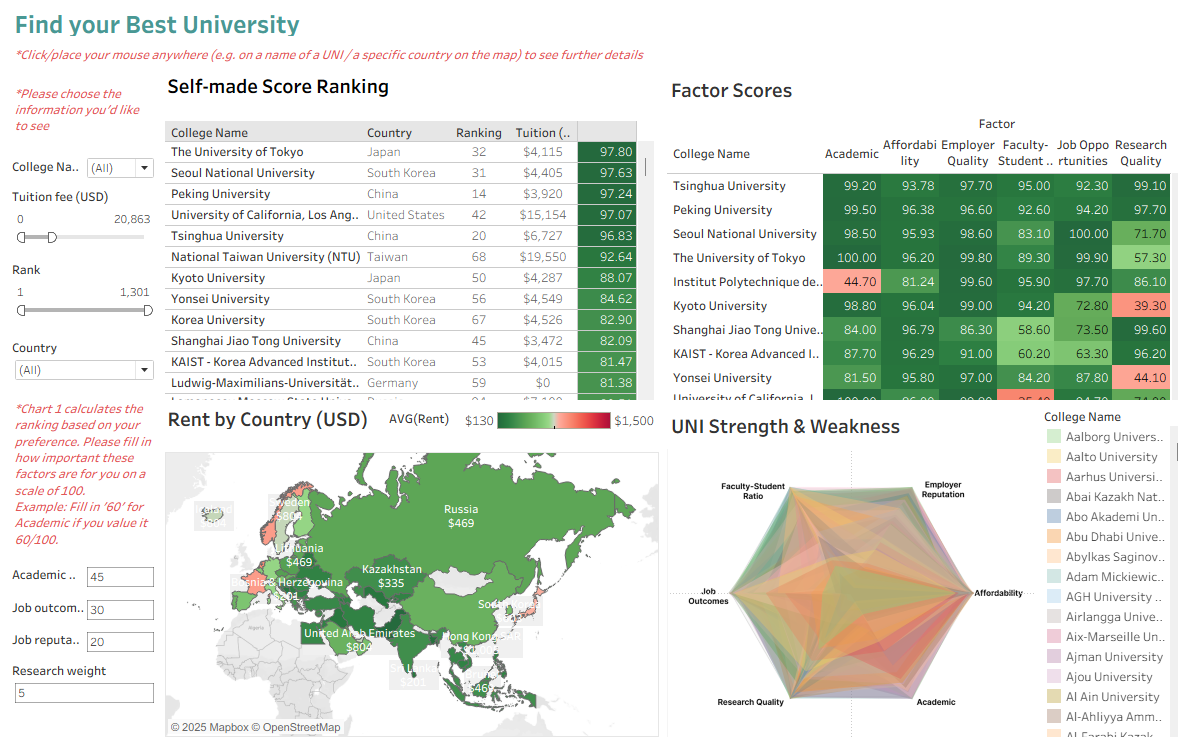 Find your Best University
*Click/place your mouse anywhere (e.g. on a name of a UNI / a specific country on the map) to see further details
*Please choose the
information you'd like
to see
College Na.. (All)
Tuition fee (USD)
0 20,863
Rank
1 1,301
Country
(All)
*Chart 1 calculates the
ranking based on your
preference. Please fill in
how important these
factors are for you on a
scale of 100.
Example: Fill in '60' for
Academic if you value it
60/100.
Academic .. 45
Job outcom.. 30
Job reputa.. 20
Research weight
5
Self-made Score Ranking
College Name Country Ranking Tuition (..
The University of Tokyo Japan 32 $4,115 97.80
Seoul National University South Korea 31 $4,405 97.63
Peking University China 14 $3,920 97.24
University of California, Los Ang.. United States 42 $15,154 97.07
Tsinghua University China 20 $6,727 96.83
National Taiwan University (NTU) Taiwan 68 $19,550 92.64
Kyoto University Japan 50 $4,287 88.07
Yonsei University South Korea 56 $4,549 84.62
Korea University South Korea 67 $4,526 82.90
Shanghai Jiao Tong University China 45 $3,472 82.09
KAIST - Korea Advanced Institut.. South Korea 53 $4,015 81.47
Ludwig-Maximilians-Universität.. Germany 59 $0 81.38
Factor Scores
Factor
College Name Academic Affordabi lity Employer Quality Faculty- Student .. Job Oppo rtunities Research Quality
Tsinghua University 99.20 93.78 97.70 95.00 92.30 99.10
Peking University 99.50 96.38 96.60 92.60 94.20 97.70
Seoul National University 98.50 95.93 98.60 83.10 100.00 71.70
The University of Tokyo 100.00 96.20 99.80 89.30 99.90 57.30
Institut Polytechnique de.. 44.70 81.24 99.60 95.90 97.70 86.10
Kyoto University 98.80 96.04 99.00 94.20 72.80 39.30
Shanghai Jiao Tong Unive.. 84.00 96.79 86.30 58.60 73.50 99.60
KAIST - Korea Advanced I.. 87.70 96.29 91.00 60.20 63.30 96.20
Yonsei University 81.50 95.80 97.00 84.20 87.80 44.10
Rent by Country (USD) AVG(Rent) $130 $1,500
Russia
$469
$469
Kazakhstan
$335
Bosnia & Herzegovina
United Arab Emirates
$804
Hong Kong
© 2025 Mapbox © OpenStreetMap
UNI Strength & Weakness
Faculty-Student
Ratio
Employer
Reputation
Job
Outcomes
Affordability
Research Quality
Academic
College Name
Aalborg Univers..
Aalto University
Aarhus Universi..
Abai Kazakh Nat..
Abo Akademi Un..
Abu Dhabi Unive..
Abylkas Saginov..
Adam Mickiewic..
AGH University ..
Airlangga Unive..
Aix-Marseille Un..
Ajman University
Ajou University
Al Ain University
Al-Ahliyya Amm..